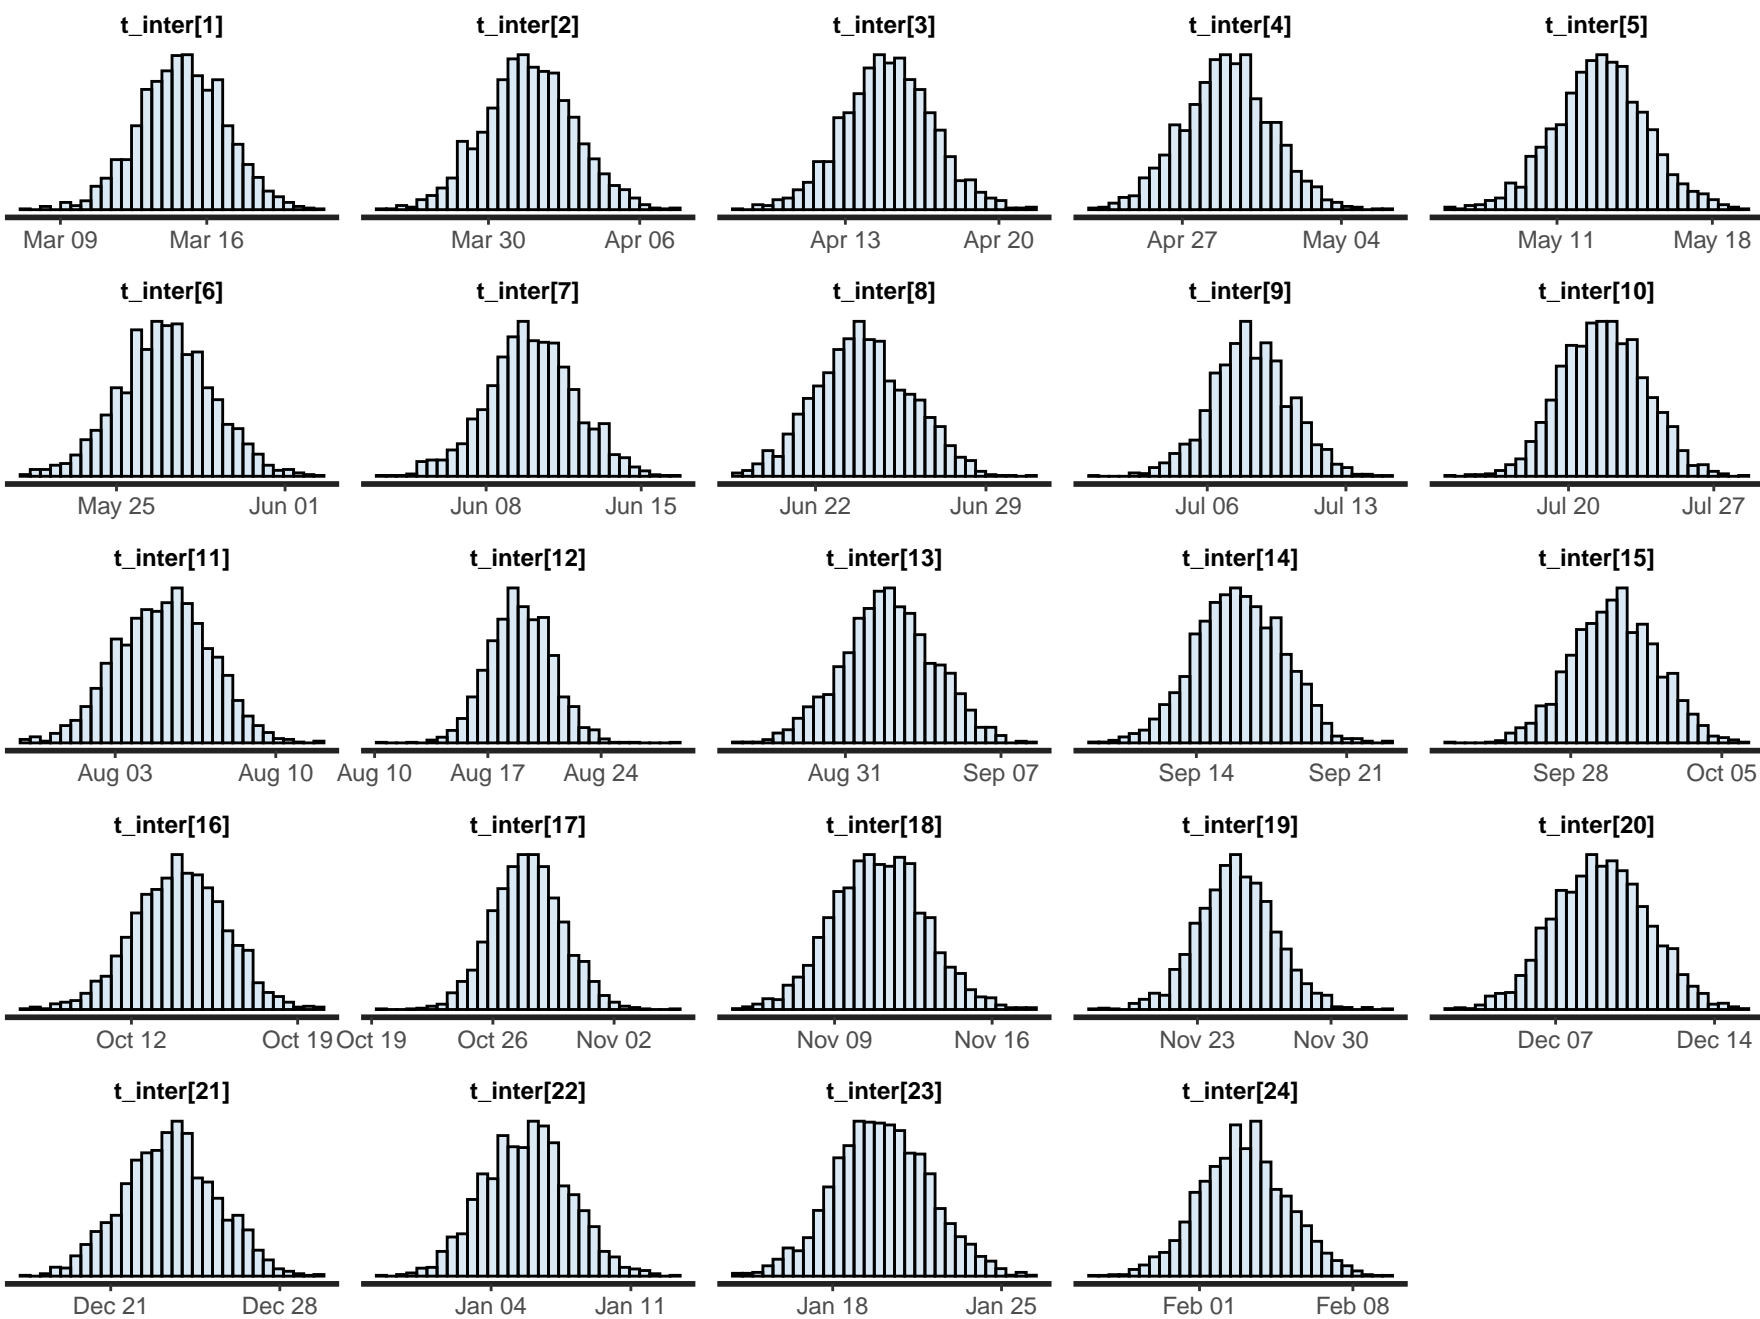 t_inter[1] t_inter[2] t_inter[3] t_inter[4] t_inter[5]
Mar 09 Mar 16 Mar 30 Apr 06 Apr 13 Apr 20 Apr 27 May 04 May 11 May 18
t_inter[6] t_inter[7] t_inter[8] t_inter[9] t_inter[10]
May 25 Jun 01 Jun 08 Jun 15 Jun 22 Jun 29 Jul 06 Jul 13 Jul 20 Jul 27
t_inter[11] t_inter[12] t_inter[13] t_inter[14] t_inter[15]
Aug 03 Aug 10 Aug 10 Aug 17 Aug 24 Aug 31 Sep 07 Sep 14 Sep 21 Sep 28 Oct 05
t_inter[16] t_inter[17] t_inter[18] t_inter[19] t_inter[20]
Oct 12 Oct 19 Oct 19 Oct 26 Nov 02 Nov 09 Nov 16 Nov 23 Nov 30 Dec 07 Dec 14
t_inter[21] t_inter[22] t_inter[23] t_inter[24]
Dec 21 Dec 28 Jan 04 Jan 11 Jan 18 Jan 25 Feb 01 Feb 08